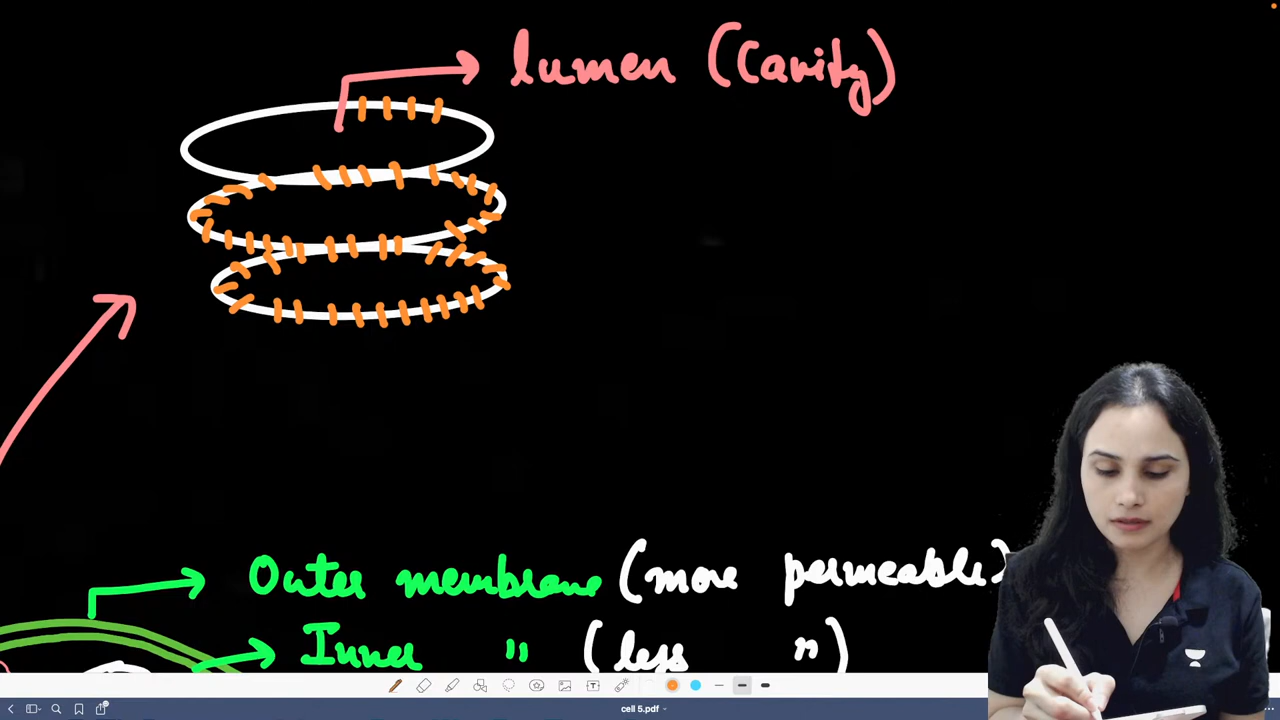 lumen (Cavity)
Outer membrane (more permeable)
Inner " (less ")
cell 5.pdf